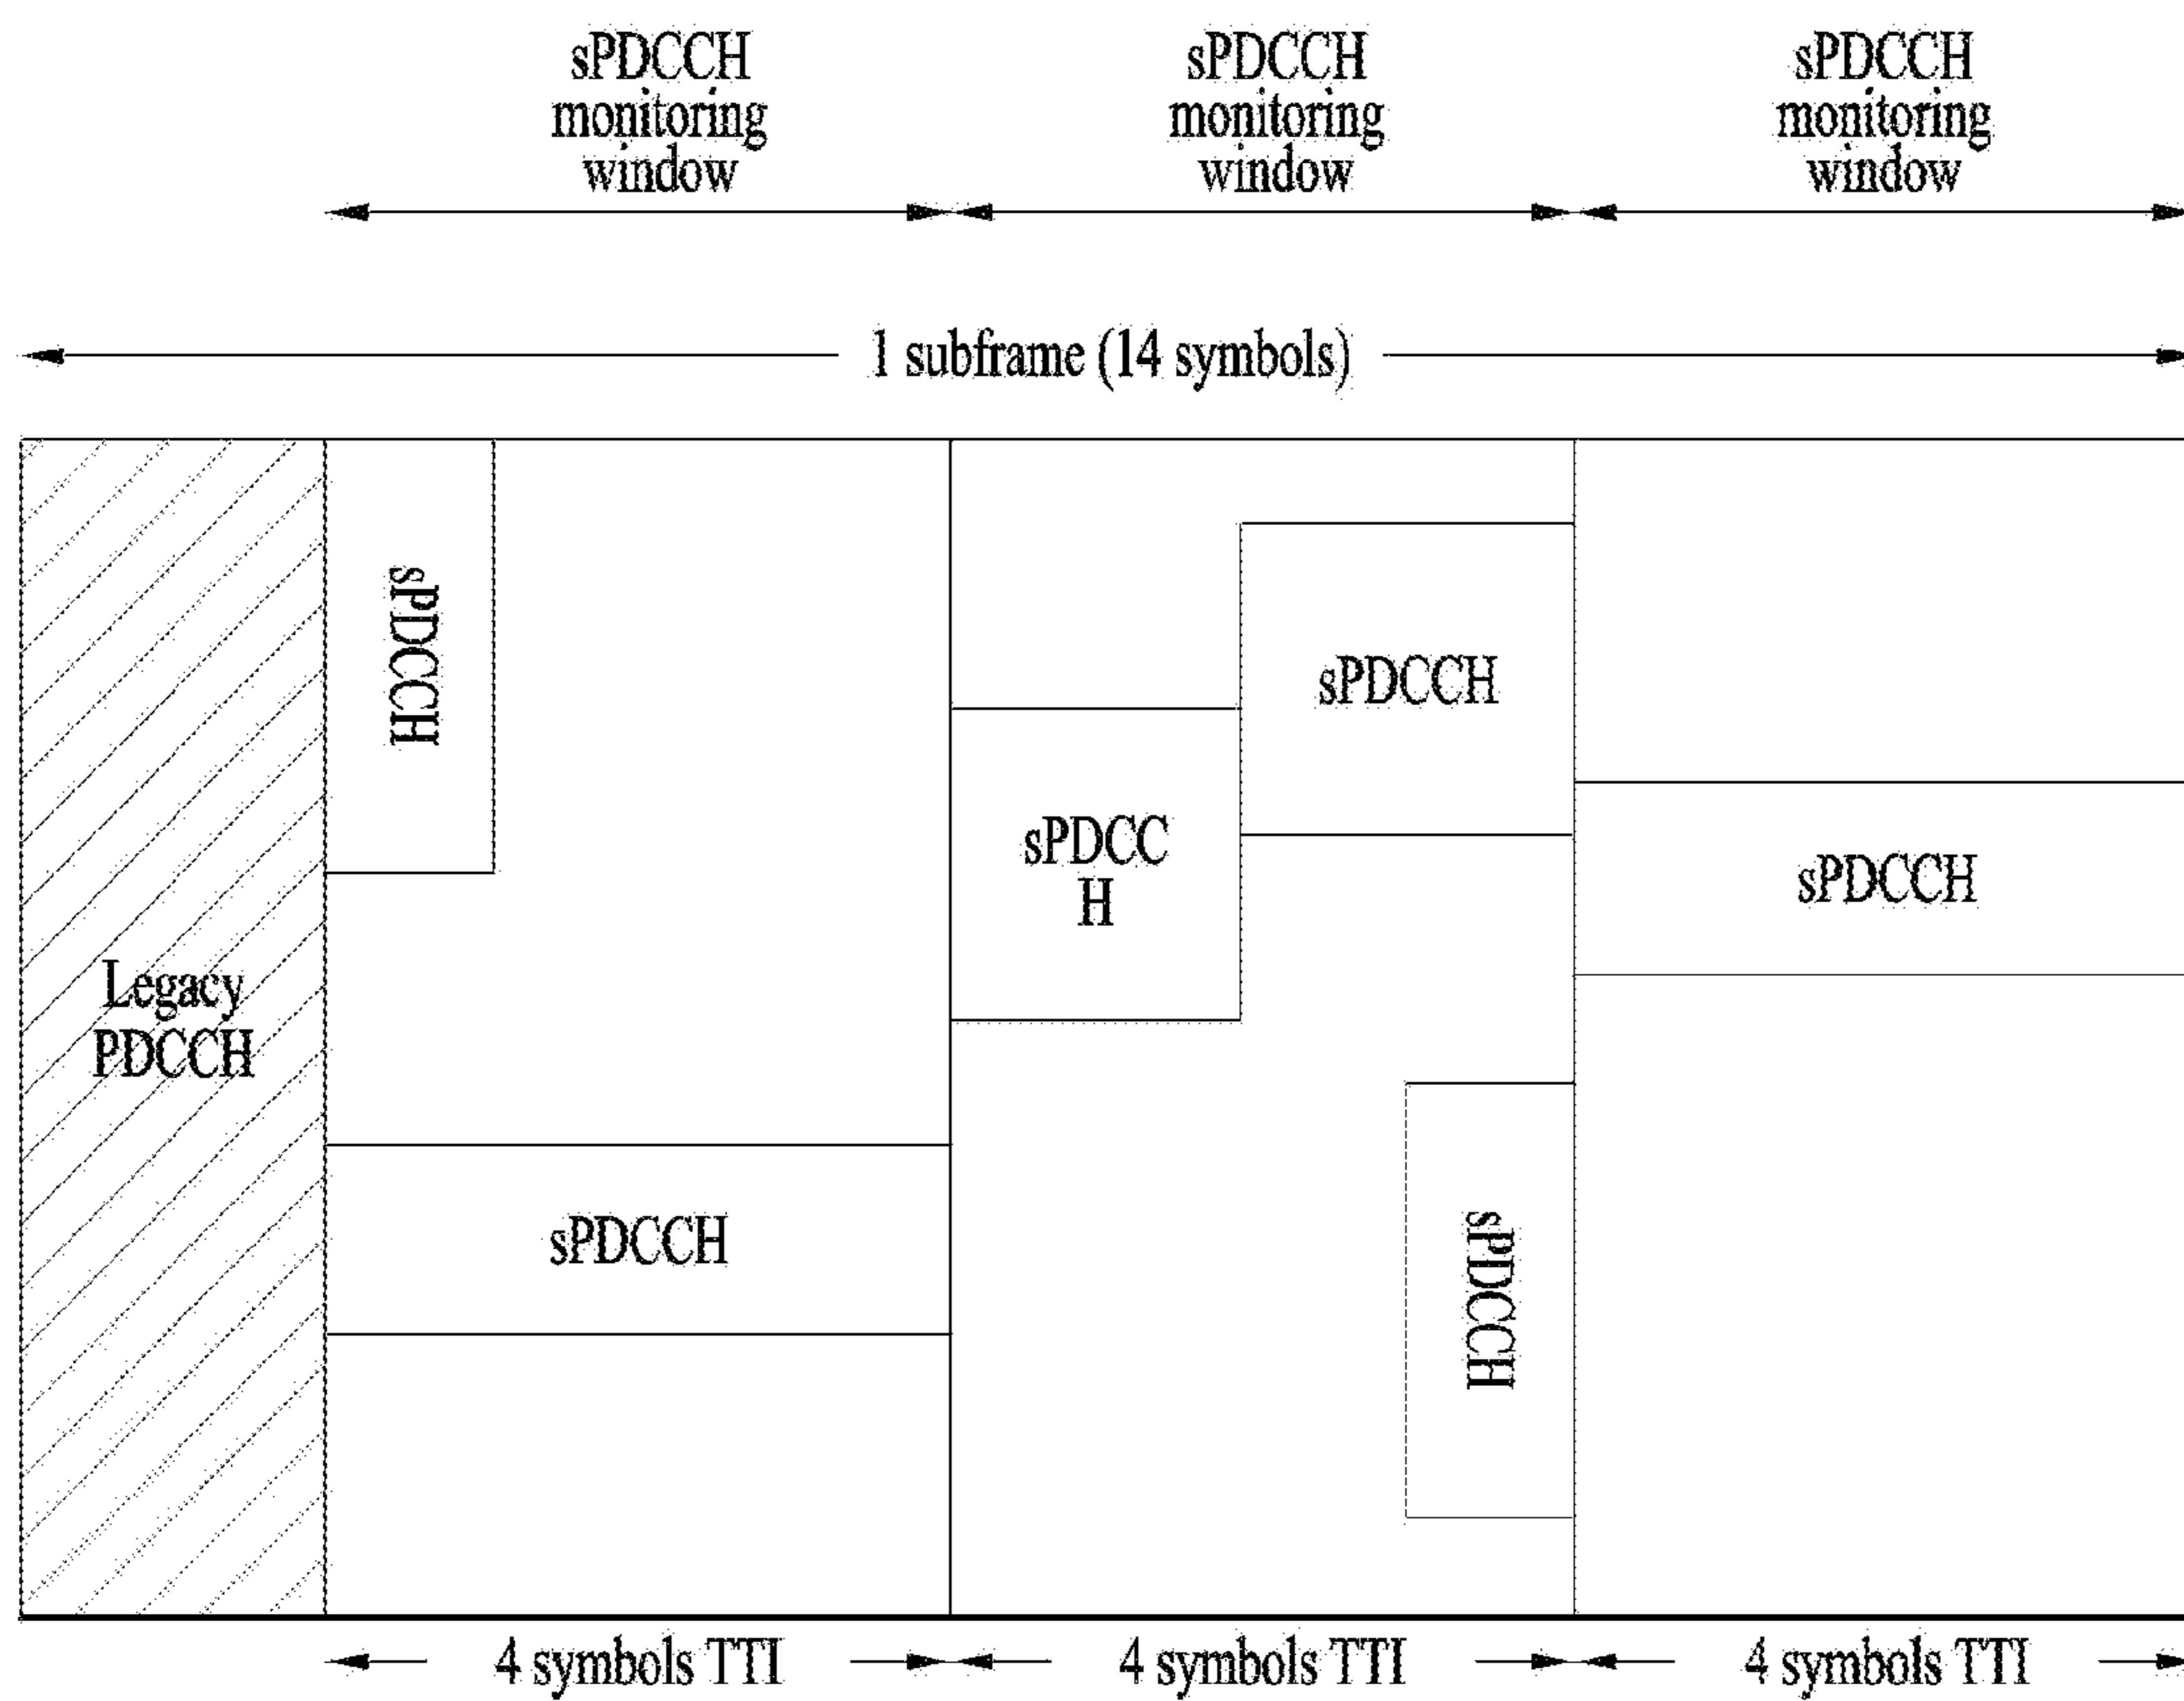 sPDCCH
monitoring
window
sPDCCH
monitoring
window
sPDCCH
monitoring
window
1 subframe (14 symbols)
sPDCCH
sPDCCH
sPDCC
H
sPDCCH
Legacy
PDCCH
sPDCCH
sPDCCH
4 symbols TTI
4 symbols TTI
4 symbols TTI